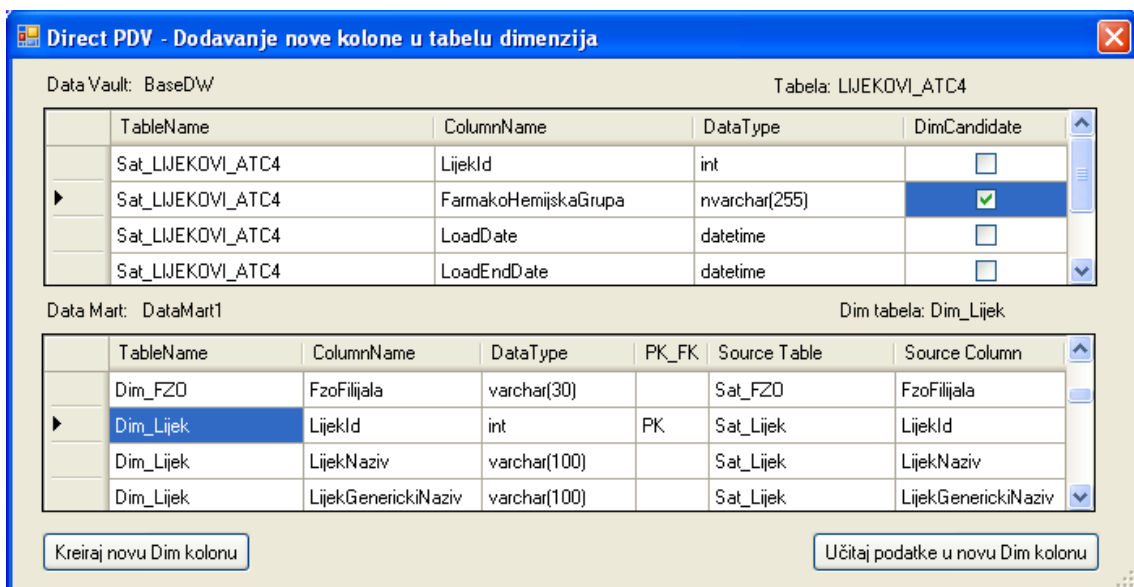 Direct PDV - Dodavanje nove kolone u tabelu dimenzija
Data Vault: BaseDW Tabela: LIJEKOVI_ATC4
TableName ColumnName DataType DimCandidate
Sat_LIJEKOVI_ATC4 LijekId int
Sat_LIJEKOVI_ATC4 FarmakoHemijskaGrupa nvarchar(255)
Sat_LIJEKOVI_ATC4 LoadDate datetime
Sat_LIJEKOVI_ATC4 LoadEndDate datetime
Data Mart: DataMart1 Dim tabela: Dim_Lijek
TableName ColumnName DataType PK_FK Source Table Source Column
Dim_FZO FzoFilijala varchar(30) Sat_FZO FzoFilijala
Dim_Lijek LijekId int PK Sat_Lijek LijekId
Dim_Lijek LijekNaziv varchar(100) Sat_Lijek LijekNaziv
Dim_Lijek LijekGenerickiNaziv varchar(100) Sat_Lijek LijekGenerickiNaziv
Kreiraj novu Dim kolonu Učitaj podatke u novu Dim kolonu